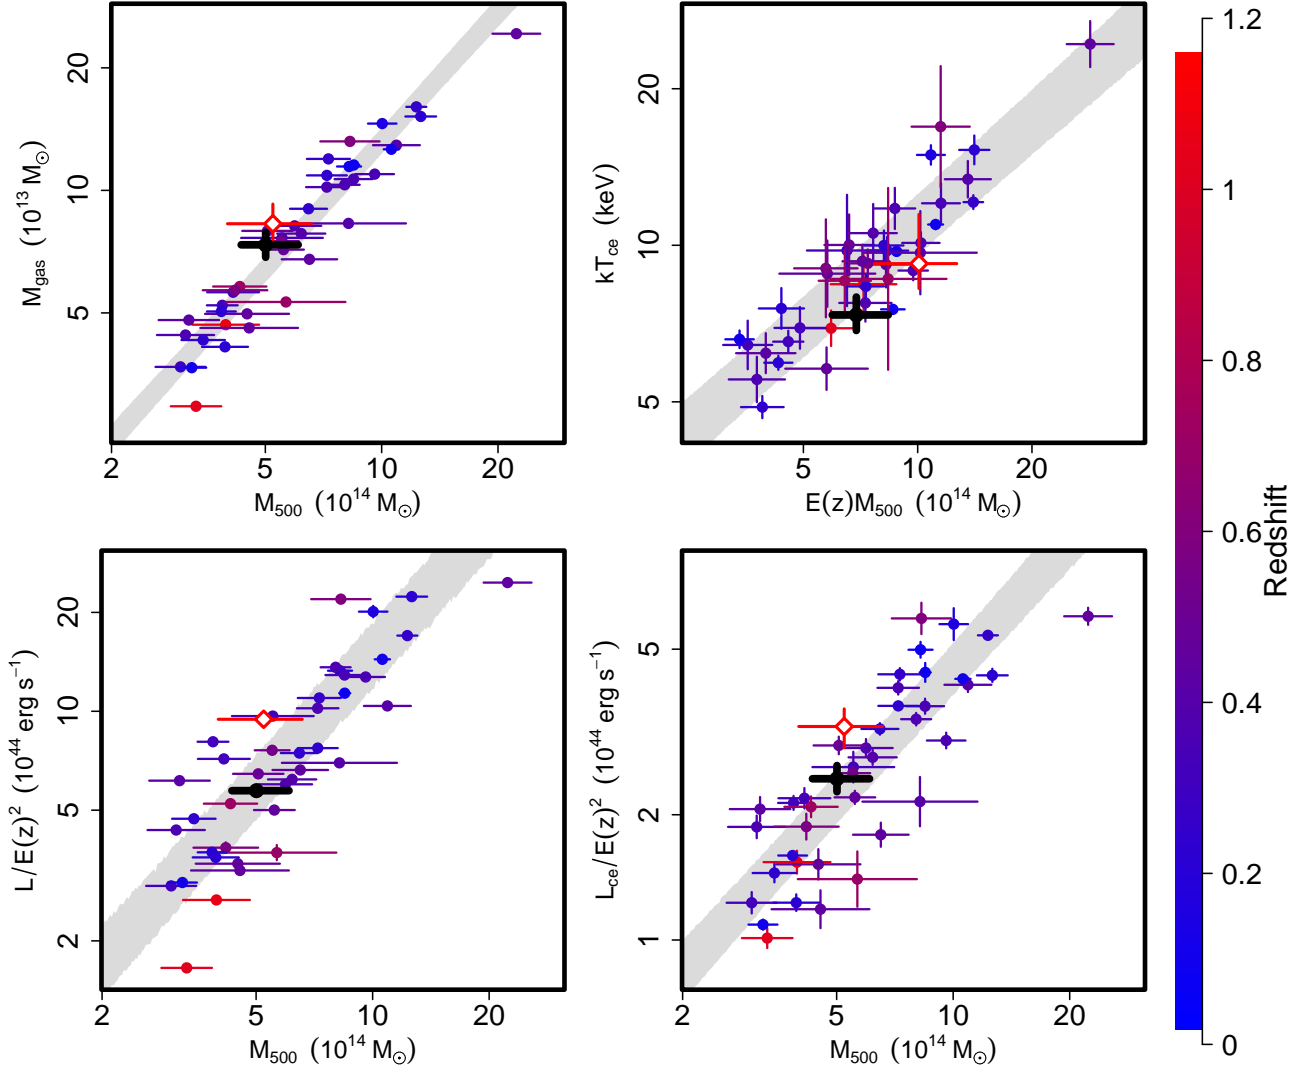 20
10
5
M_gas (10^13 M_⊙)
2 5 10 20
M_500 (10^14 M_⊙)
20
10
5
kT_ce (keV)
5 10 20
E(z)M_500 (10^14 M_⊙)
20
10
5
2
L/E(z)^2 (10^44 erg s^−1)
2 5 10 20
M_500 (10^14 M_⊙)
5
2
1
L_ce/E(z)^2 (10^44 erg s^−1)
2 5 10 20
M_500 (10^14 M_⊙)
1.2
1
0.8
0.6
0.4
0.2
0
Redshift